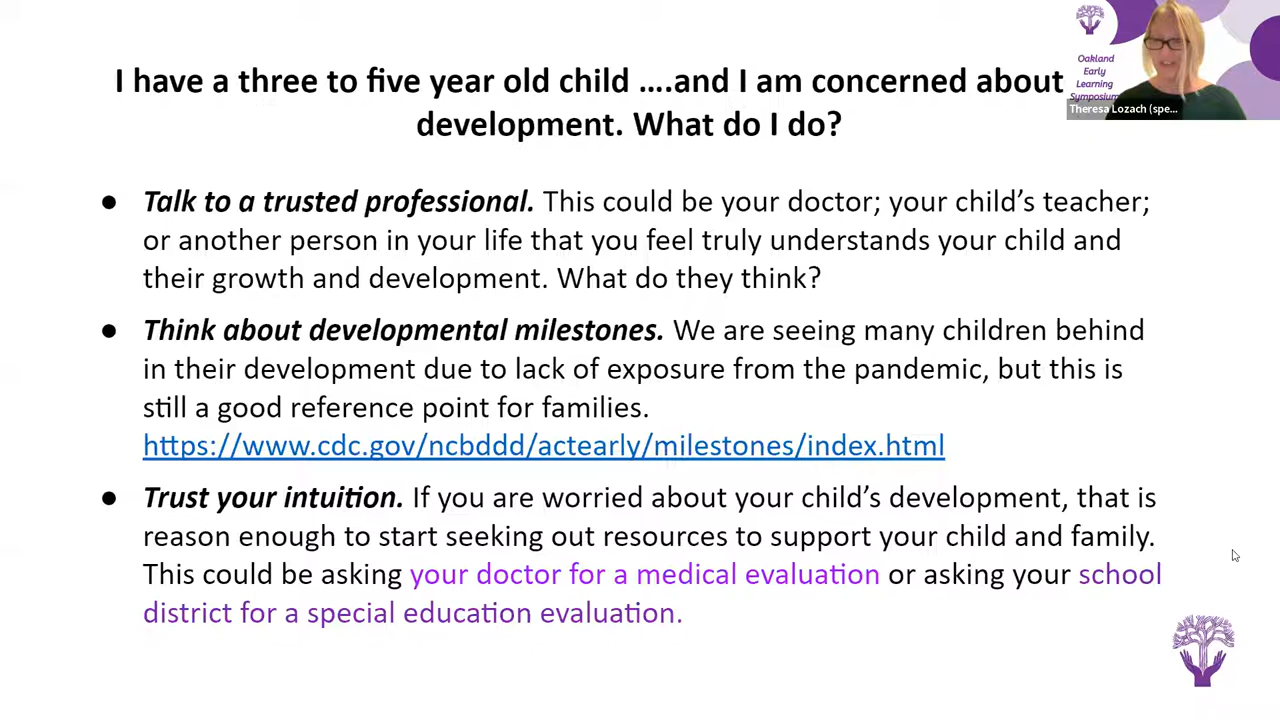 I have a three to five year old child ….and I am concerned about
development. What do I do?
Oakland
Early
Learning
Symposium
Theresa Lozach (spe...
● Talk to a trusted professional. This could be your doctor; your child’s teacher;
or another person in your life that you feel truly understands your child and
their growth and development. What do they think?
● Think about developmental milestones. We are seeing many children behind
in their development due to lack of exposure from the pandemic, but this is
still a good reference point for families.
https://www.cdc.gov/ncbddd/actearly/milestones/index.html
● Trust your intuition. If you are worried about your child’s development, that is
reason enough to start seeking out resources to support your child and family.
This could be asking your doctor for a medical evaluation or asking your school
district for a special education evaluation.